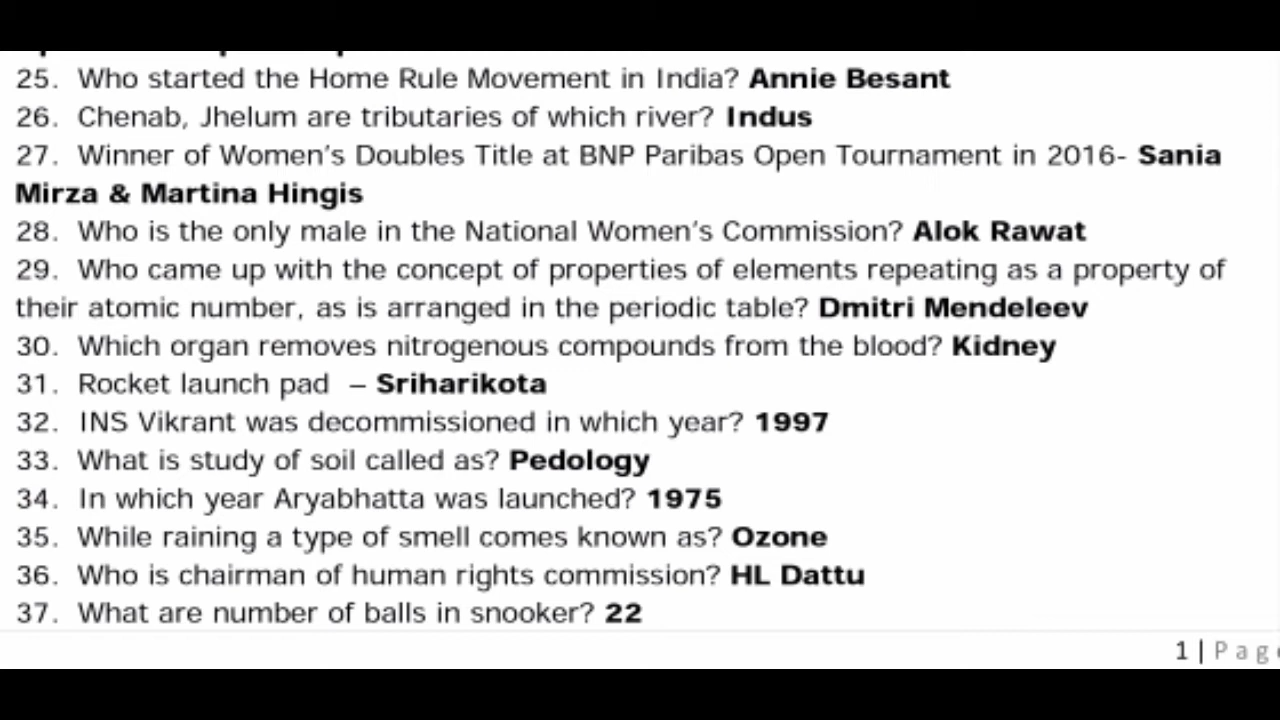 25. Who started the Home Rule Movement in India? Annie Besant
26. Chenab, Jhelum are tributaries of which river? Indus
27. Winner of Women's Doubles Title at BNP Paribas Open Tournament in 2016- Sania
Mirza & Martina Hingis
28. Who is the only male in the National Women's Commission? Alok Rawat
29. Who came up with the concept of properties of elements repeating as a property of
their atomic number, as is arranged in the periodic table? Dmitri Mendeleev
30. Which organ removes nitrogenous compounds from the blood? Kidney
31. Rocket launch pad – Sriharikota
32. INS Vikrant was decommissioned in which year? 1997
33. What is study of soil called as? Pedology
34. In which year Aryabhatta was launched? 1975
35. While raining a type of smell comes known as? Ozone
36. Who is chairman of human rights commission? HL Dattu
37. What are number of balls in snooker? 22
1 | Pag